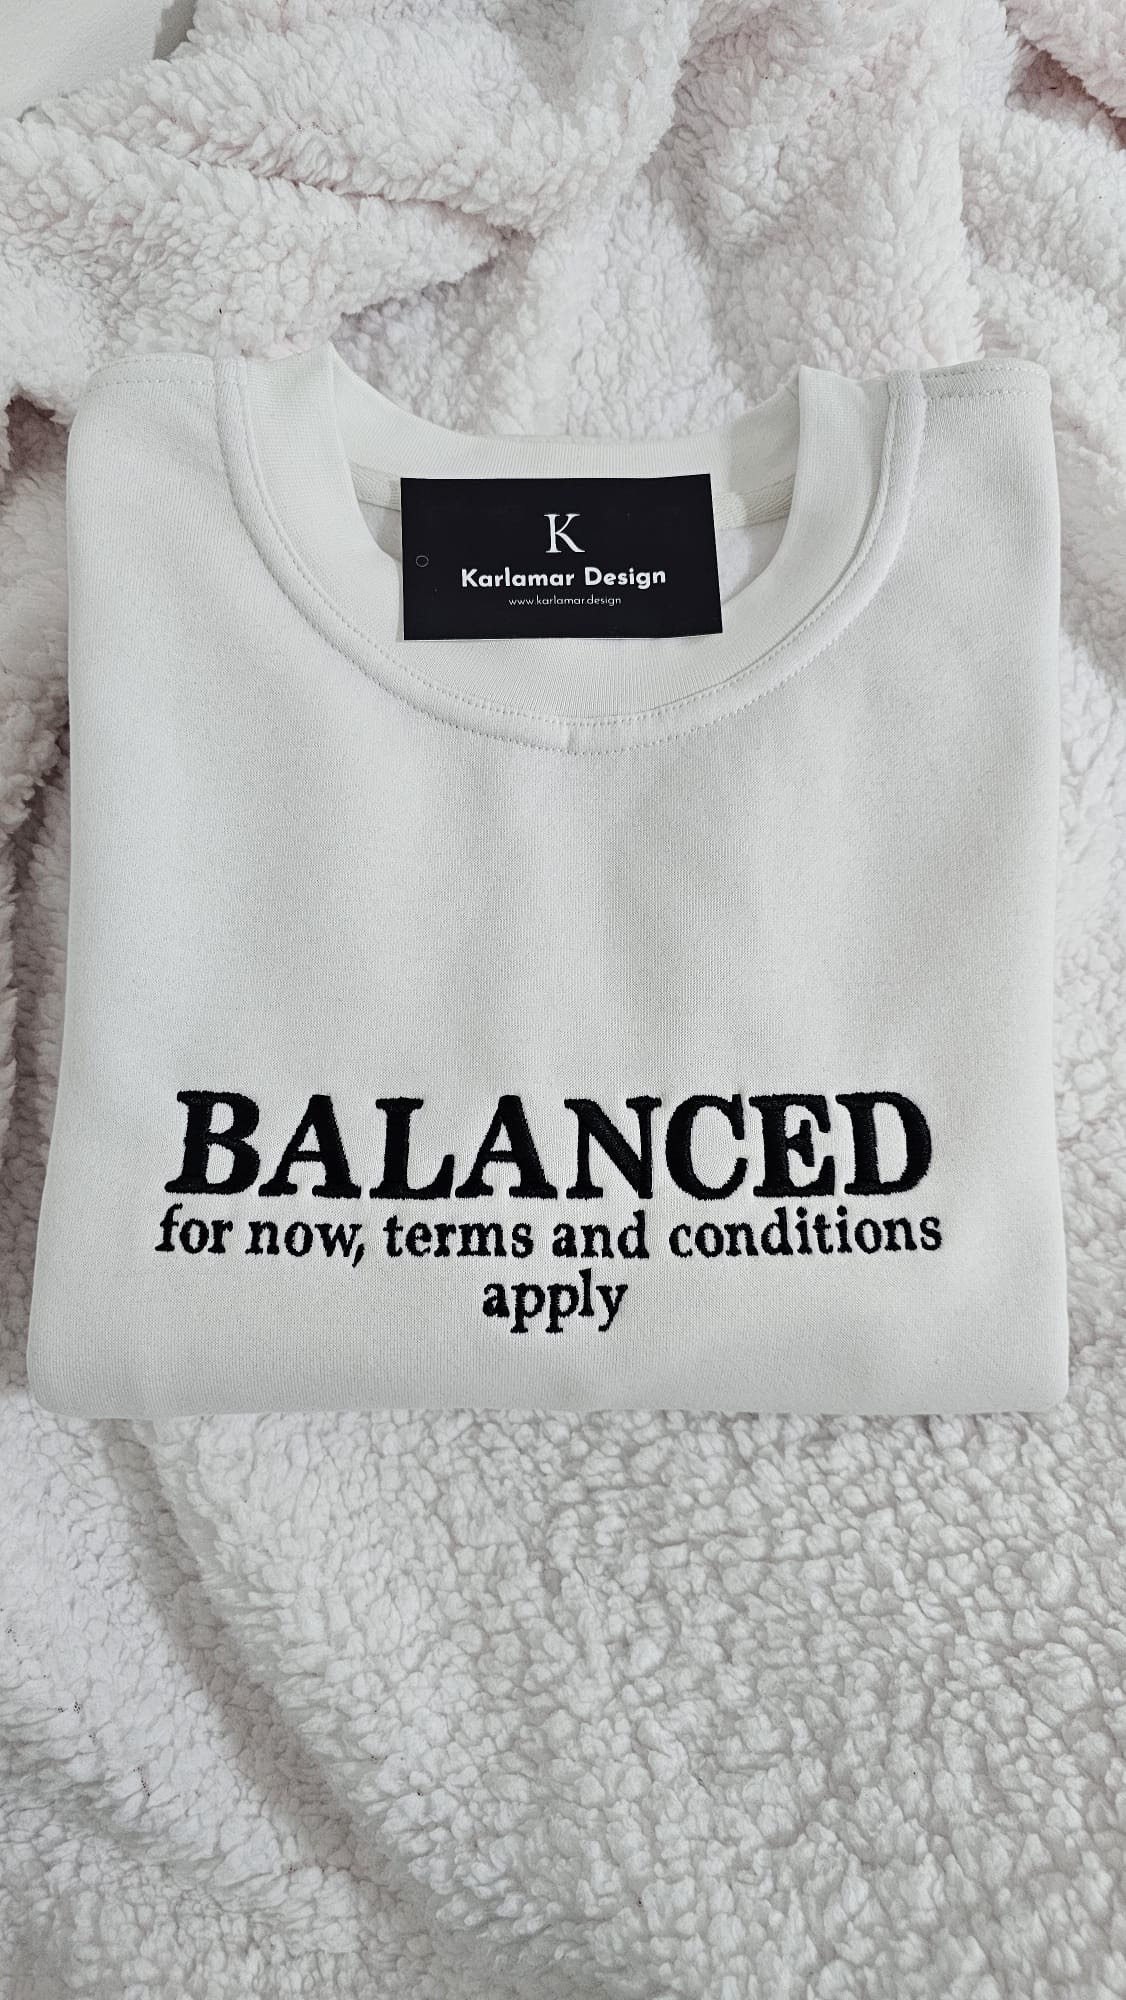 K
Karlamar Design
www.karlamar.design
BALANCED
for now, terms and conditions
apply